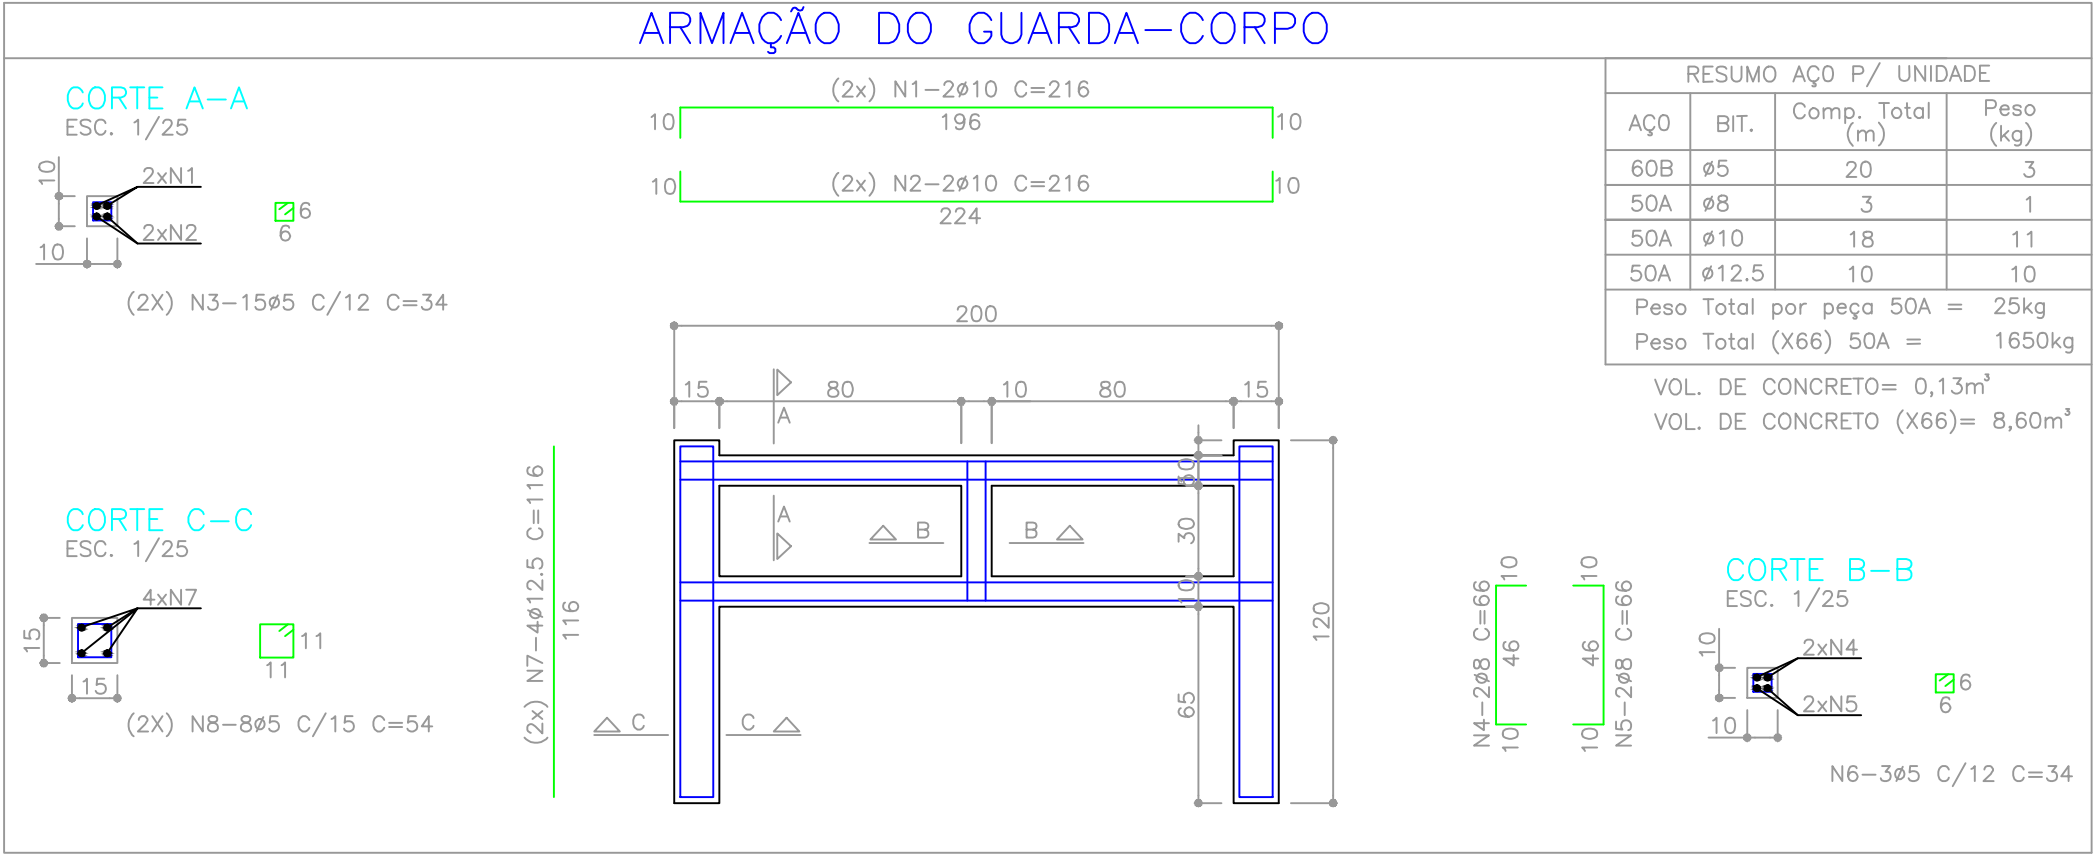 ARMAÇÃO DO GUARDA-CORPO
CORTE A-A
ESC. 1/25
10
2xN1
2xN2
10
6
6
(2X) N3-15ø5 C/12 C=34
(2x) N1-2ø10 C=216
10
196
10
(2x) N2-2ø10 C=216
10
10
224
RESUMO AÇO P/ UNIDADE
AÇO BIT. Comp. Total (m) Peso (kg)
60B ø5 20 3
50A ø8 3 1
50A ø10 18 11
50A ø12.5 10 10
Peso Total por peça 50A = 25kg
Peso Total (X66) 50A = 1650kg
VOL. DE CONCRETO= 0,13m³
VOL. DE CONCRETO (X66)= 8,60m³
200
15 80 10 80 15
A
A
B
B
C
C
30
10
65
120
(2x) N7-4ø12.5 C=116
116
CORTE C-C
ESC. 1/25
15
4xN7
15
11
11
(2X) N8-8ø5 C/15 C=54
N4-2ø8 C=66
10
46
10
10
46
10
N5-2ø8 C=66
CORTE B-B
ESC. 1/25
10
2xN4
2xN5
10
6
6
N6-3ø5 C/12 C=34